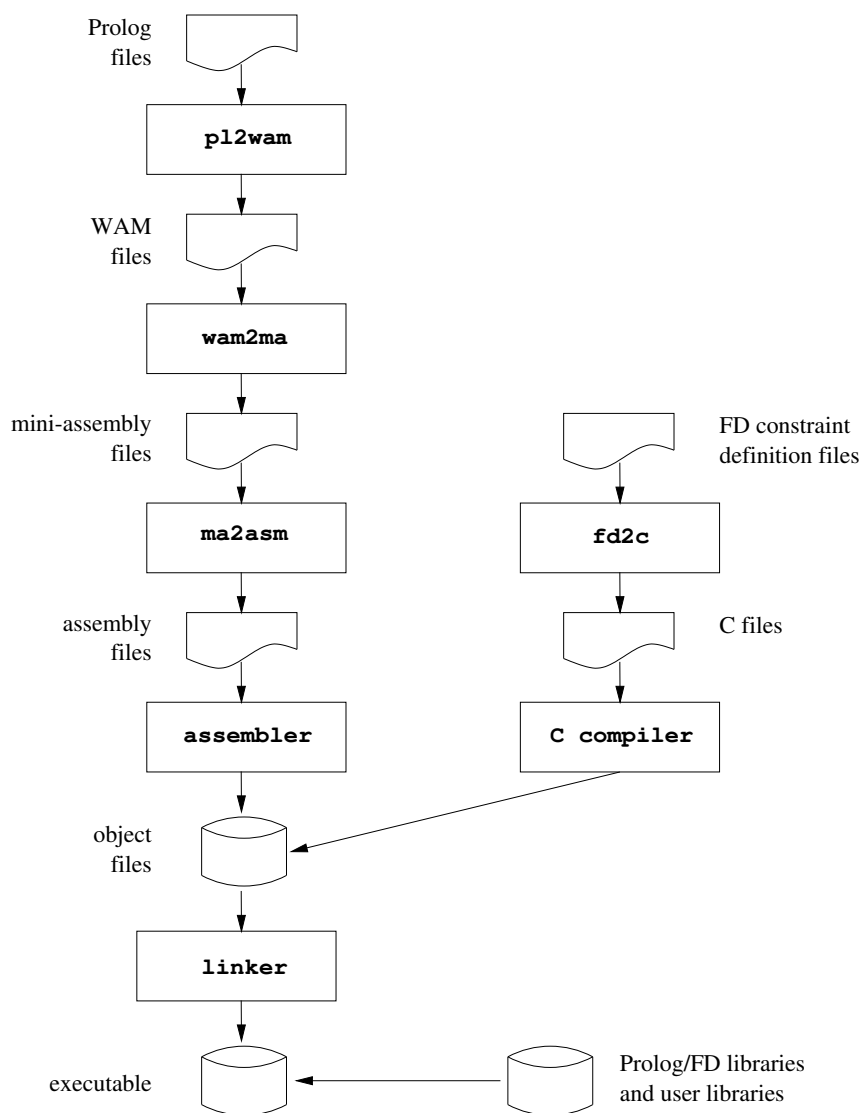 Prolog
files
pl2wam
WAM
files
wam2ma
mini-assembly
files
FD constraint
definition files
ma2asm
fd2c
assembly
files
C files
assembler
C compiler
object
files
linker
executable
Prolog/FD libraries
and user libraries